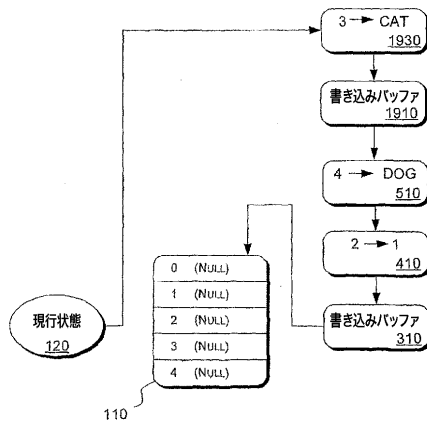 3 → CAT
1930
書き込みバッファ
1910
4 → DOG
510
2 → 1
410
書き込みバッファ
310
0 (NULL)
1 (NULL)
2 (NULL)
3 (NULL)
4 (NULL)
110
現行状態
120